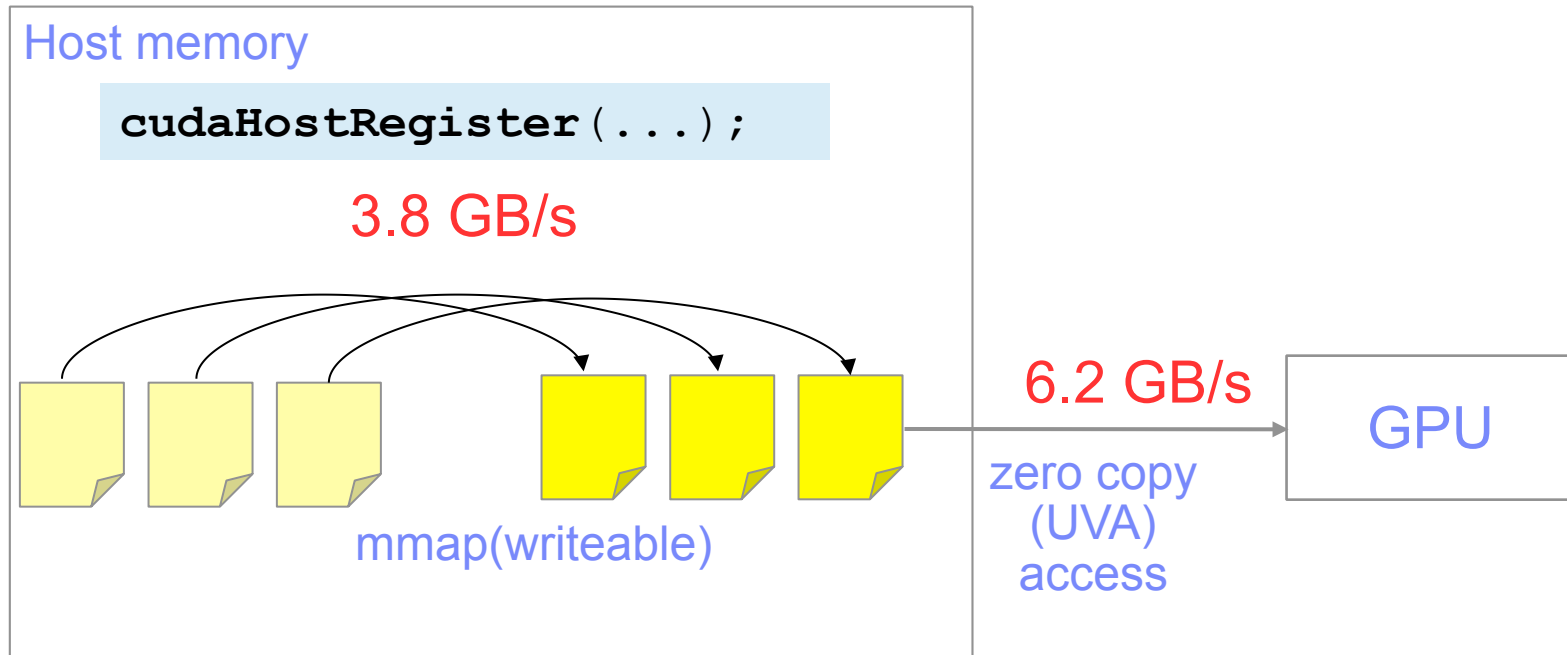 Host memory
cudaHostRegister(...);
3.8 GB/s
6.2 GB/s
GPU
zero copy
(UVA)
access
mmap(writeable)